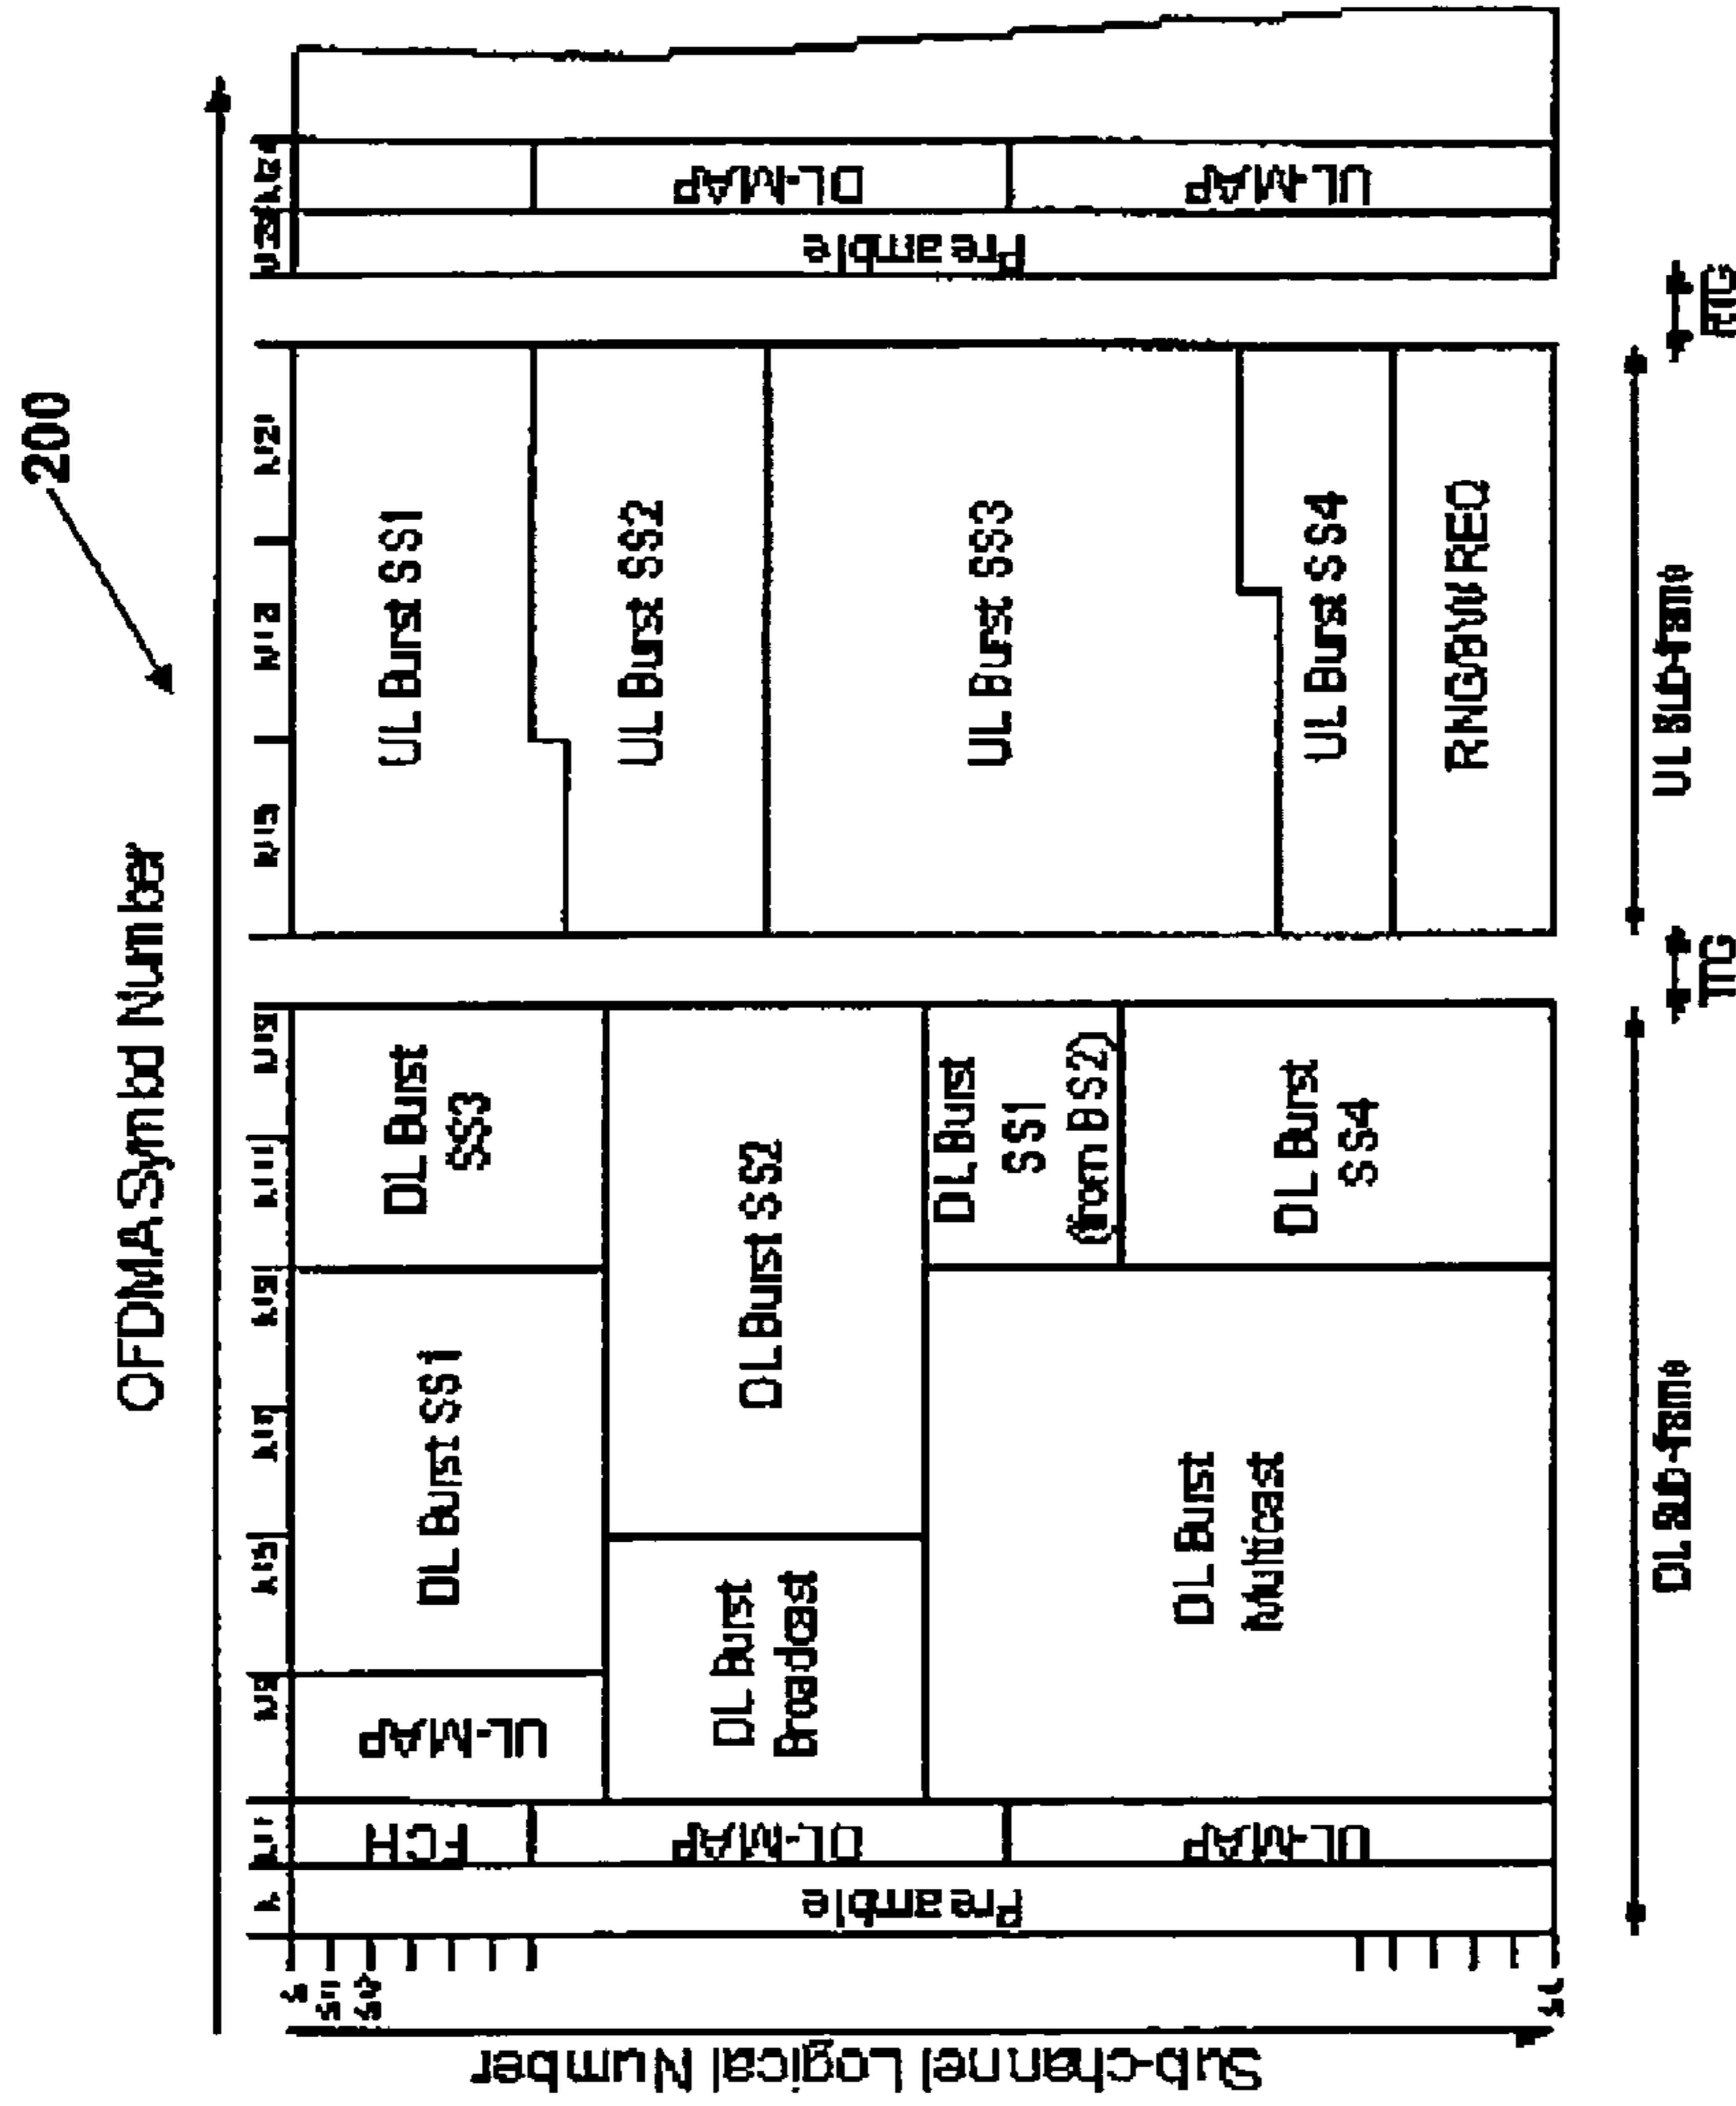 200
OFDMA Symbol Number
Sub-channel Logical Number
Preamble
FCH
DL-MAP
UL-MAP
UL-MAP
DL Burst SS1
DL Burst
SS3
DL Burst
Broadcast
DL Burst SS2
DL Burst
Multicast
DL Burst
SS1
(from BS2)
DL Burst
SS4
UL Burst SS1
UL Burst SS2
UL Burst SS3
UL Burst SS4
RNG/BW REQ
Preamble
DL-MAP
UL-MAP
DL Sub-frame
TTG
UL Sub-frame
RTG